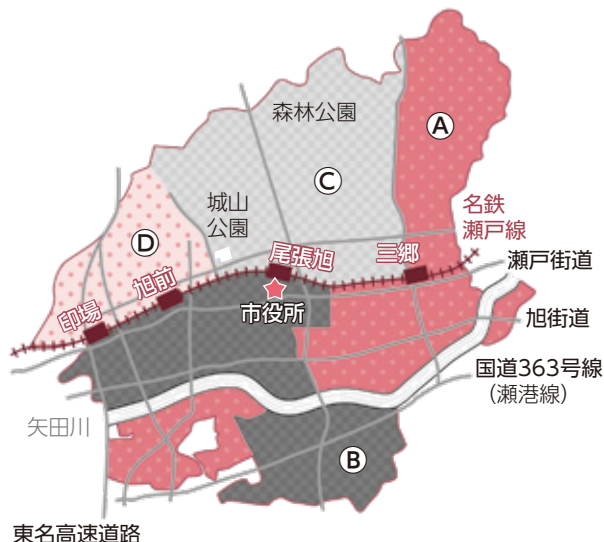 森林公園
Ⓐ
Ⓒ
城山
公園
名鉄
瀬戸線
Ⓓ
尾張旭
三郷
瀬戸街道
旭前
市役所
印場
旭街道
国道363号線
（瀬港線）
矢田川
Ⓑ
東名高速道路